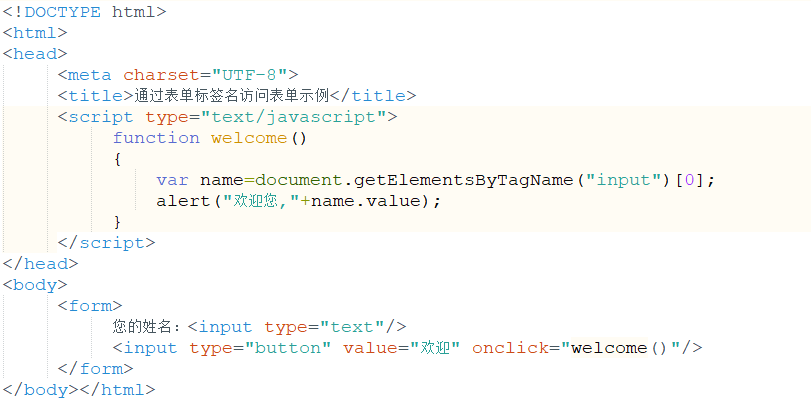 <!DOCTYPE html>
<html>
<head>
<meta charset="UTF-8">
<title>通过表单标签名访问表单示例</title>
<script type="text/javascript">
function welcome()
{
var name=document.getElementsByTagName("input")[0];
alert("欢迎您,"+name.value);
}
</script>
</head>
<body>
<form>
您的姓名：<input type="text"/>
<input type="button" value="欢迎" onclick="welcome()"/>
</form>
</body></html>